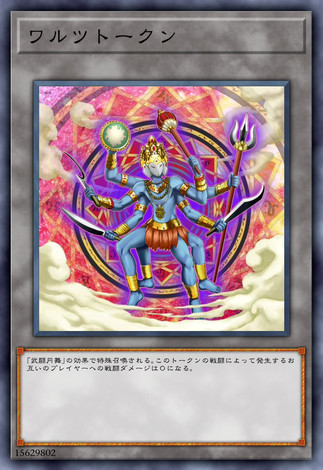 ワルツトークン
「武闘円舞」の効果で特殊召喚される。このトークンの戦闘によって発生するお
互いのプレイヤーへの戦闘ダメージは0になる。
15629802